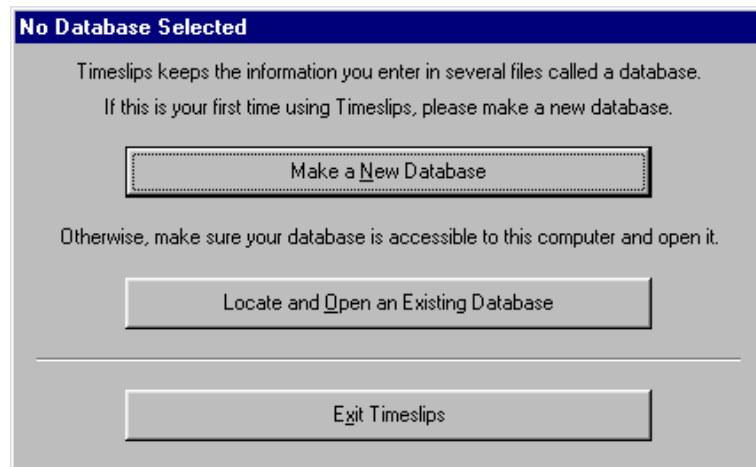 No Database Selected
Timeslips keeps the information you enter in several files called a database.
If this is your first time using Timeslips, please make a new database.
Make a New Database
Otherwise, make sure your database is accessible to this computer and open it.
Locate and Open an Existing Database
Exit Timeslips